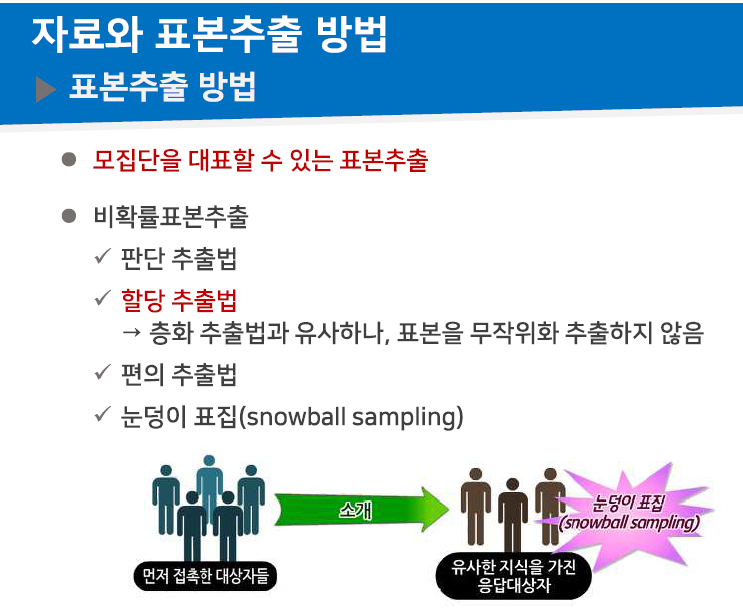 자료와 표본추출 방법
▶ 표본추출 방법
● 모집단을 대표할 수 있는 표본추출
● 비확률표본추출
✓ 판단 추출법
✓ 할당 추출법
→ 층화 추출법과 유사하나, 표본을 무작위화 추출하지 않음
✓ 편의 추출법
✓ 눈덩이 표집(snowball sampling)
소개
눈덩이 표집
(snowball sampling)
먼저 접촉한 대상자들
유사한 지식을 가진
응답대상자